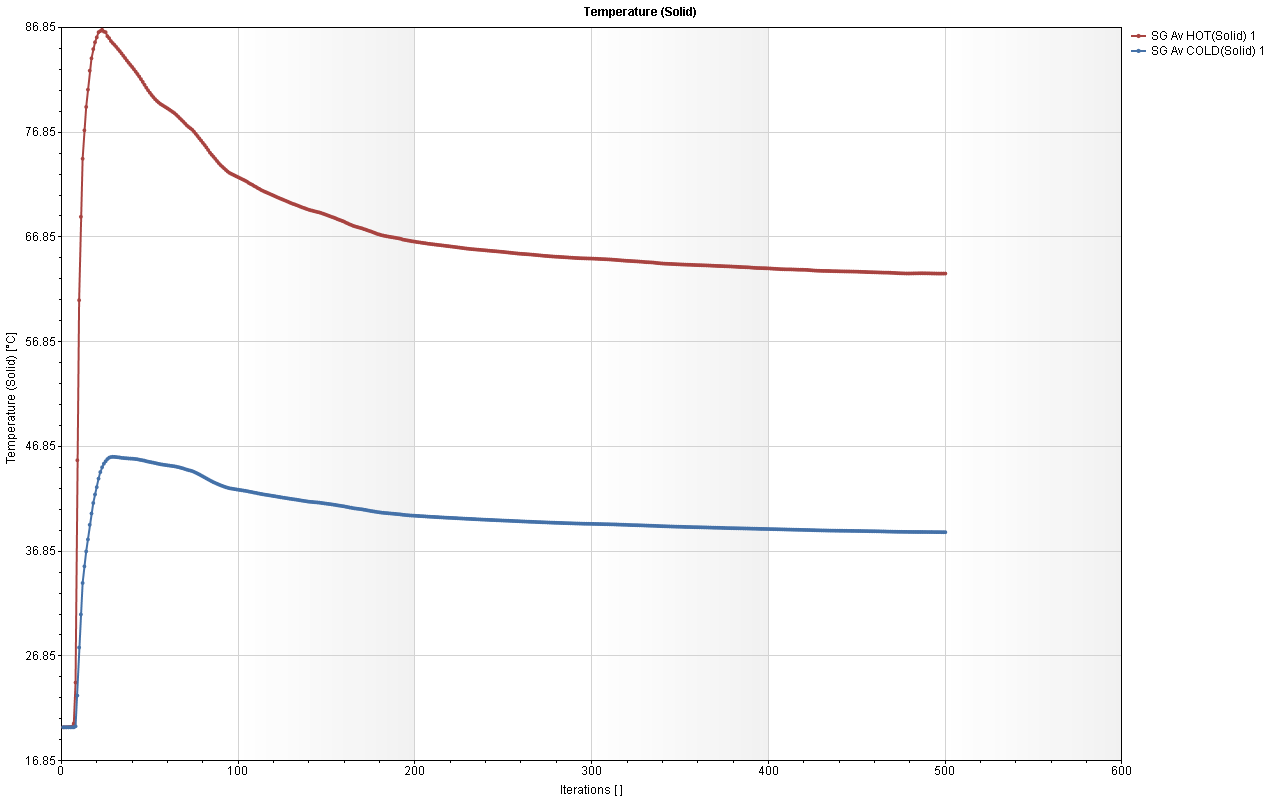 Temperature (Solid)
86.85
76.85
66.85
56.85
46.85
36.85
26.85
16.85
Temperature (Solid) [°C]
0 100 200 300 400 500 600
Iterations [ ]
SG Av HOT(Solid) 1
SG Av COLD(Solid) 1